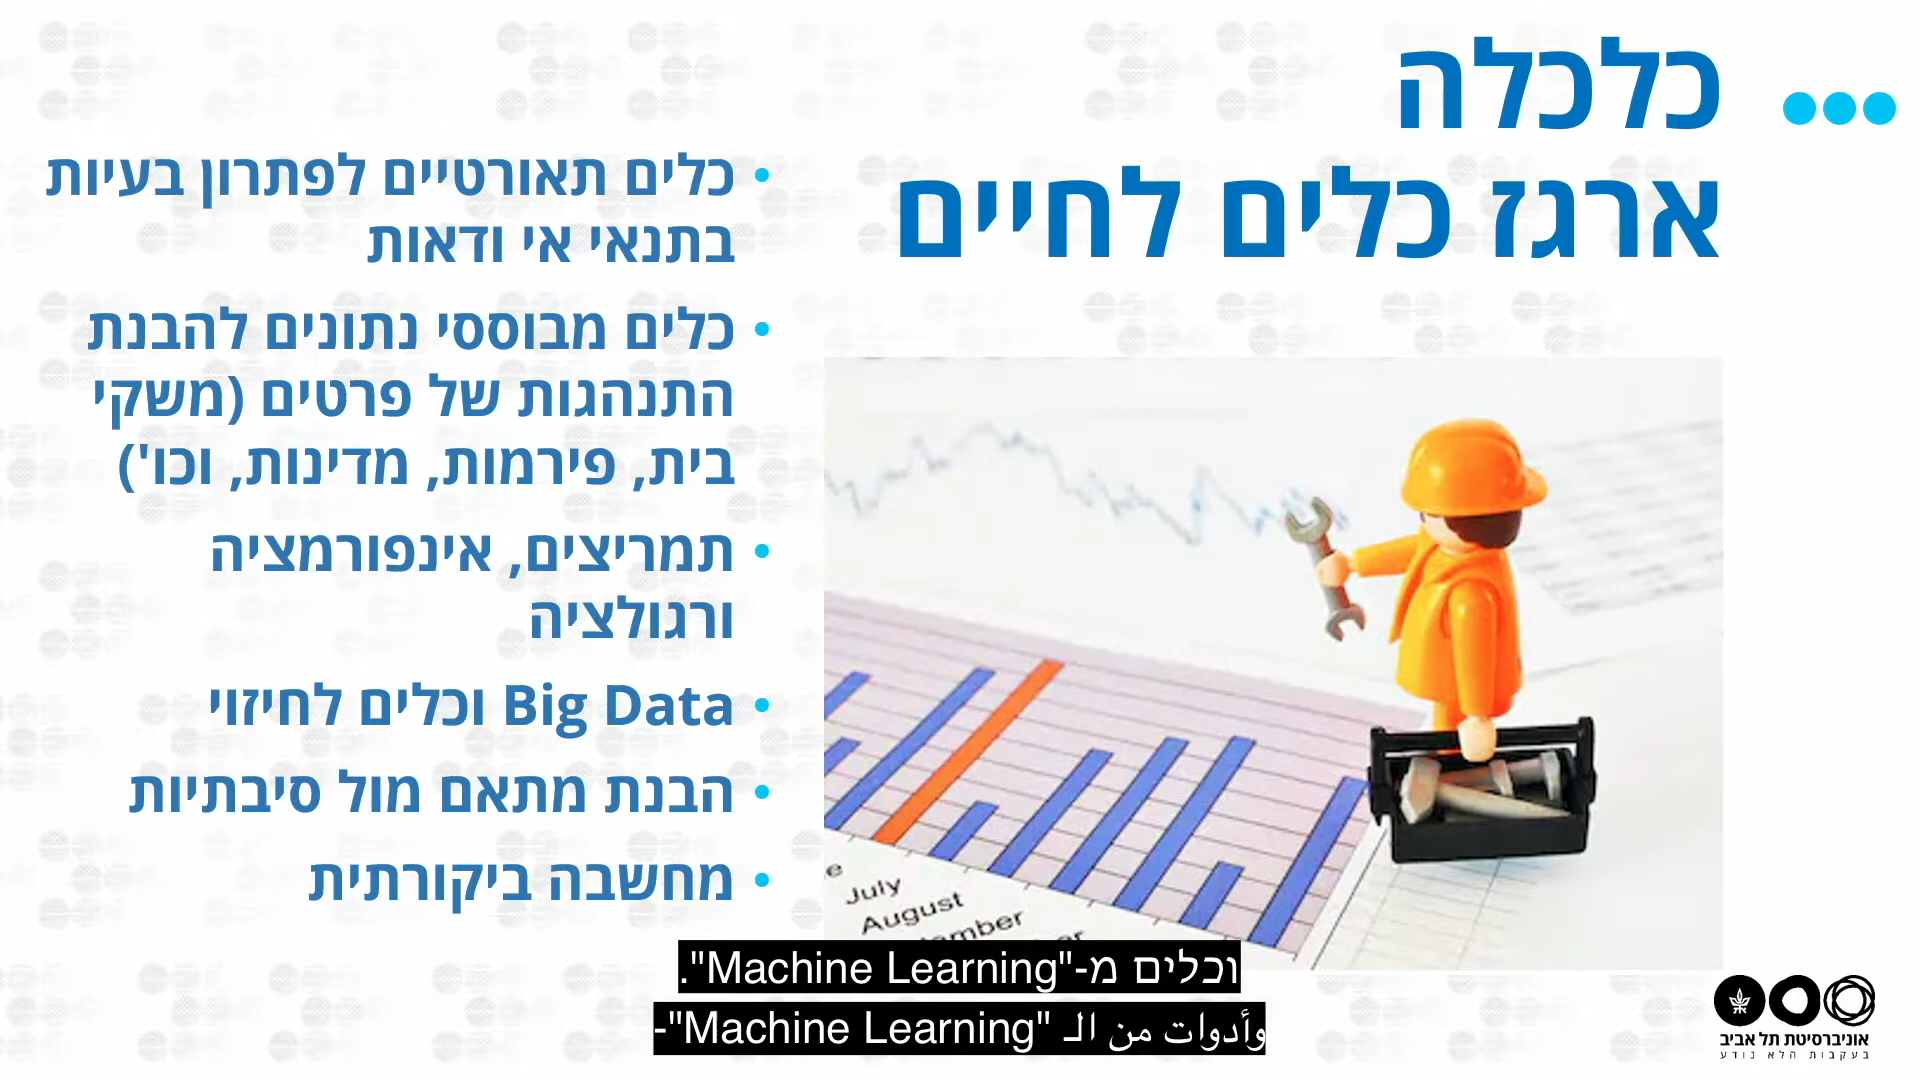 כלכלה
ארגז כלים לחיים
• כלים תאורטיים לפתרון בעיות
בתנאי אי ודאות
• כלים מבוססי נתונים להבנת
התנהגות של פרטים (משקי
בית, פירמות, מדינות, וכו')
• תמריצים, אינפורמציה
ורגולציה
• Big Data וכלים לחיזוי
• הבנת מתאם מול סיבתיות
• מחשבה ביקורתית
July
August
וכלים מ-"Machine Learning".
وأدوات من الـ "Machine Learning"-
אוניברסיטת תל אביב
בעקבות הלא נודע